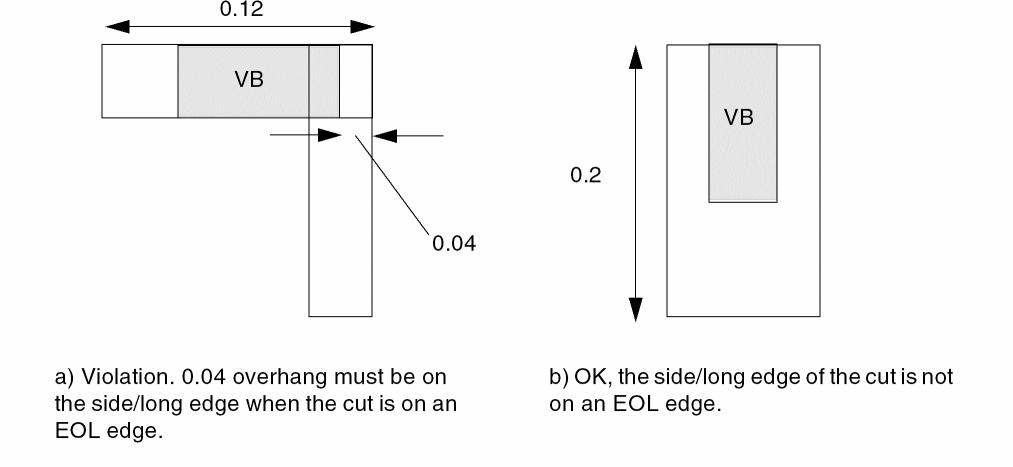 0.12
VB
VB
0.2
0.04
a) Violation. 0.04 overhang must be on
the side/long edge when the cut is on an
EOL edge.
b) OK, the side/long edge of the cut is not
on an EOL edge.